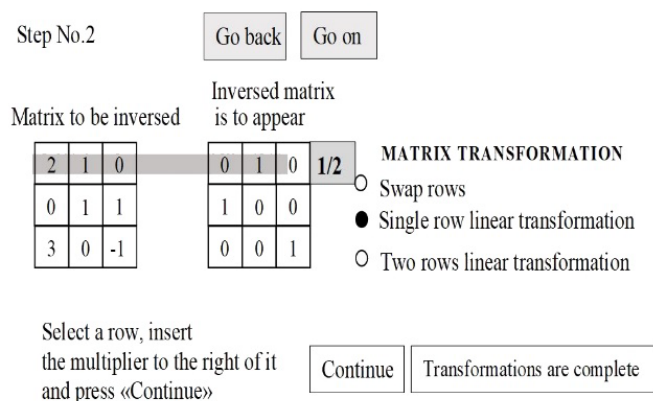 Step No.2 Go back Go on
Matrix to be inversed
Inversed matrix
is to appear
2 1 0 0 1 0 1/2
0 1 1 1 0 0
3 0 -1 0 0 1
MATRIX TRANSFORMATION
Swap rows
Single row linear transformation
Two rows linear transformation
Select a row, insert
the multiplier to the right of it
and press «Continue»
Continue
Transformations are complete